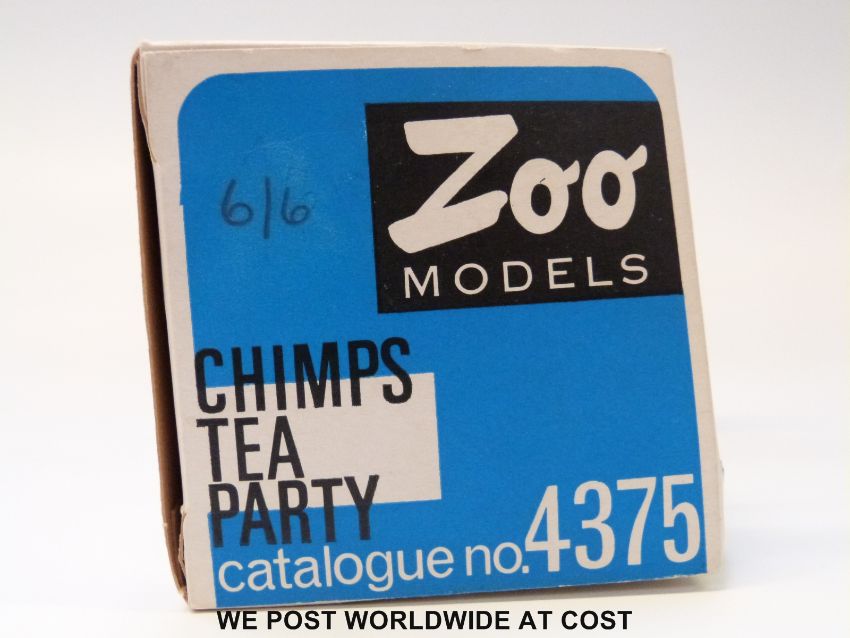 Zoo
MODELS
6/6
CHIMPS
TEA
PARTY
catalogue no. 4375
WE POST WORLDWIDE AT COST